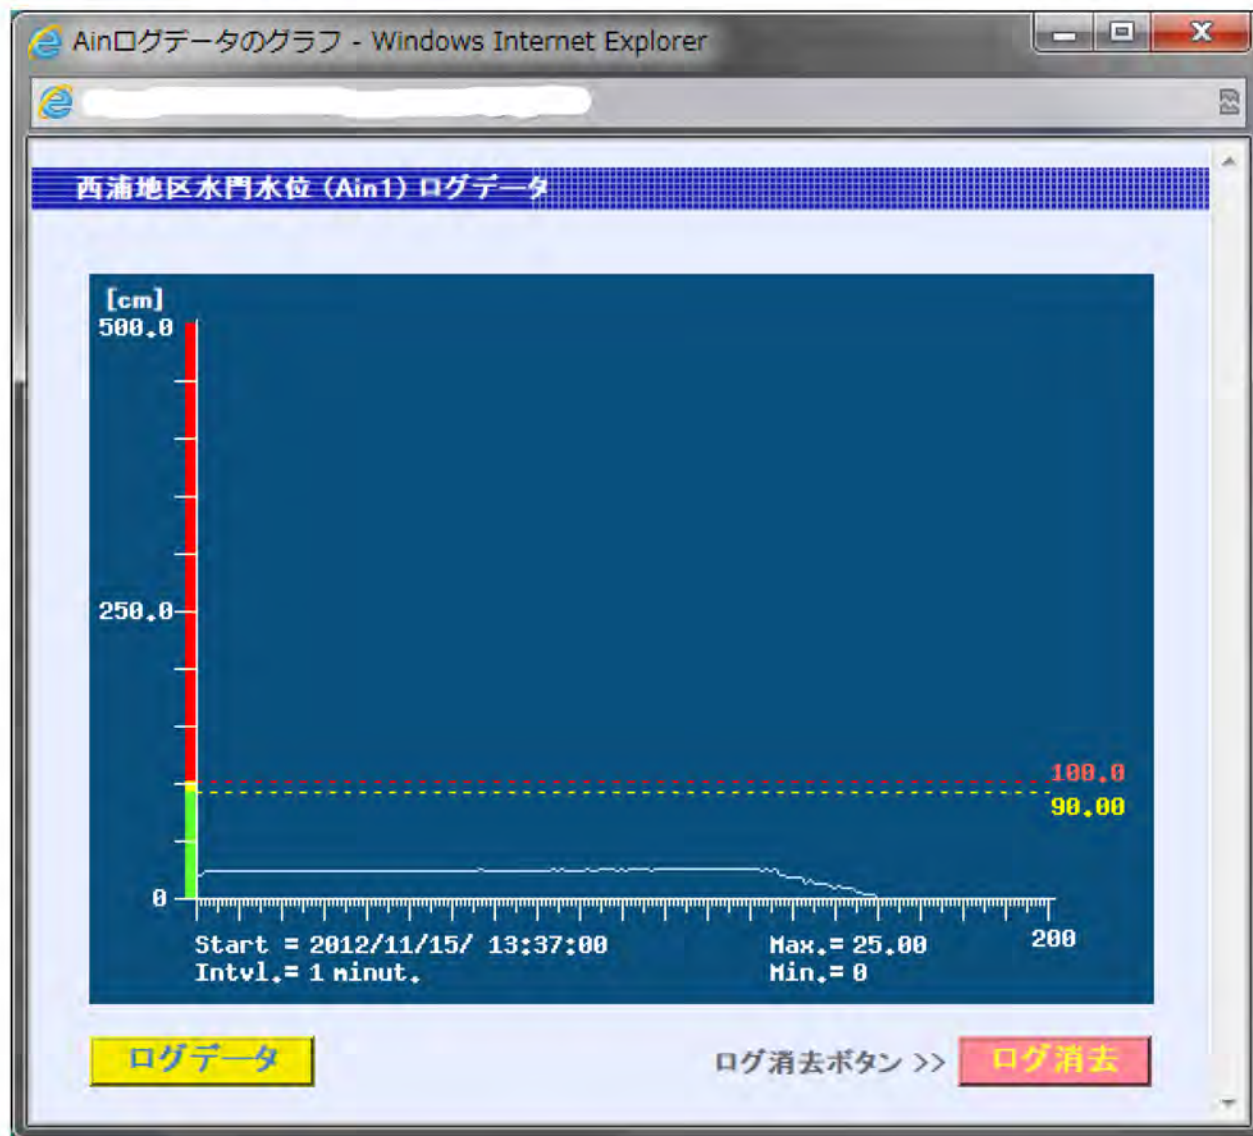 Ainログデータのグラフ - Windows Internet Explorer
西浦地区水門水位 (Ain1) ログデータ
[cm]
500.0
250.0
100.0
90.00
0
200
Start = 2012/11/15/ 13:37:00 Max.= 25.00
Intvl.= 1 minut. Min.= 0
ログデータ ログ消去ボタン >> ログ消去